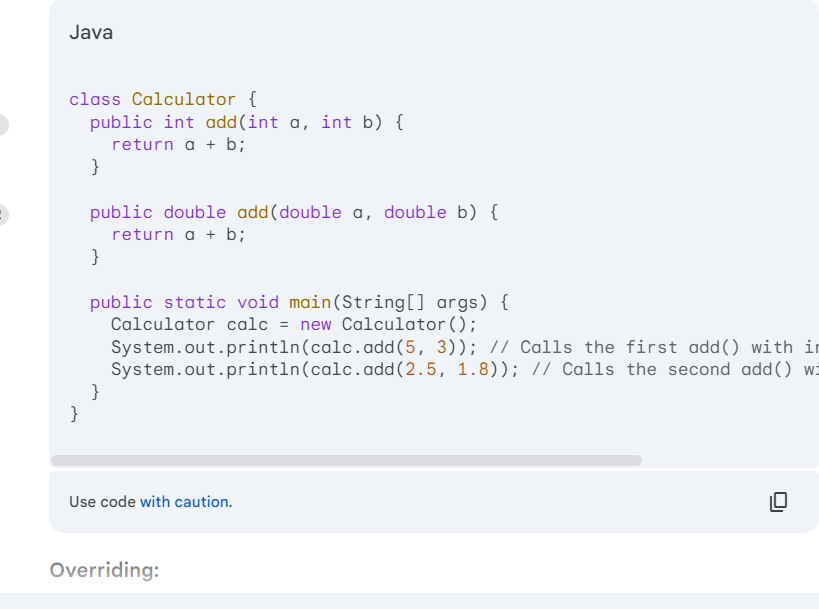 Java
class Calculator {
public int add(int a, int b) {
return a + b;
}
public double add(double a, double b) {
return a + b;
}
public static void main(String[] args) {
Calculator calc = new Calculator();
System.out.println(calc.add(5, 3)); // Calls the first add() with
System.out.println(calc.add(2.5, 1.8)); // Calls the second add()
}
}
Use code with caution.
Overriding: